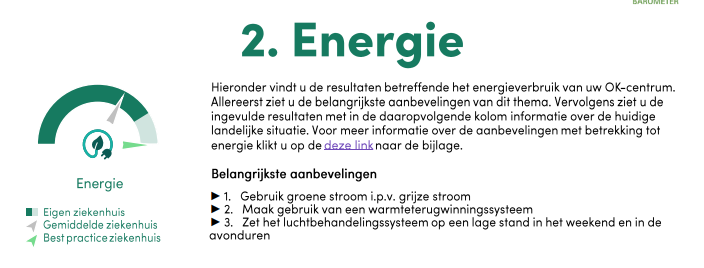 BAROMETER
2. Energie
Hieronder vindt u de resultaten betreffende het energieverbruik van uw OK-centrum.
Allereerst ziet u de belangrijkste aanbevelingen van dit thema. Vervolgens ziet u de
ingevulde resultaten met in de daaropvolgende kolom informatie over de huidige
landelijke situatie. Voor meer informatie over de aanbevelingen met betrekking tot
energie klikt u op de deze link naar de bijlage.
Energie
Eigen ziekenhuis
Gemiddelde ziekenhuis
Best practice ziekenhuis
Belangrijkste aanbevelingen
1. Gebruik groene stroom i.p.v. grijze stroom
2. Maak gebruik van een warmteterugwinningssysteem
3. Zet het luchtbehandelingssysteem op een lage stand in het weekend en in de
avonduren